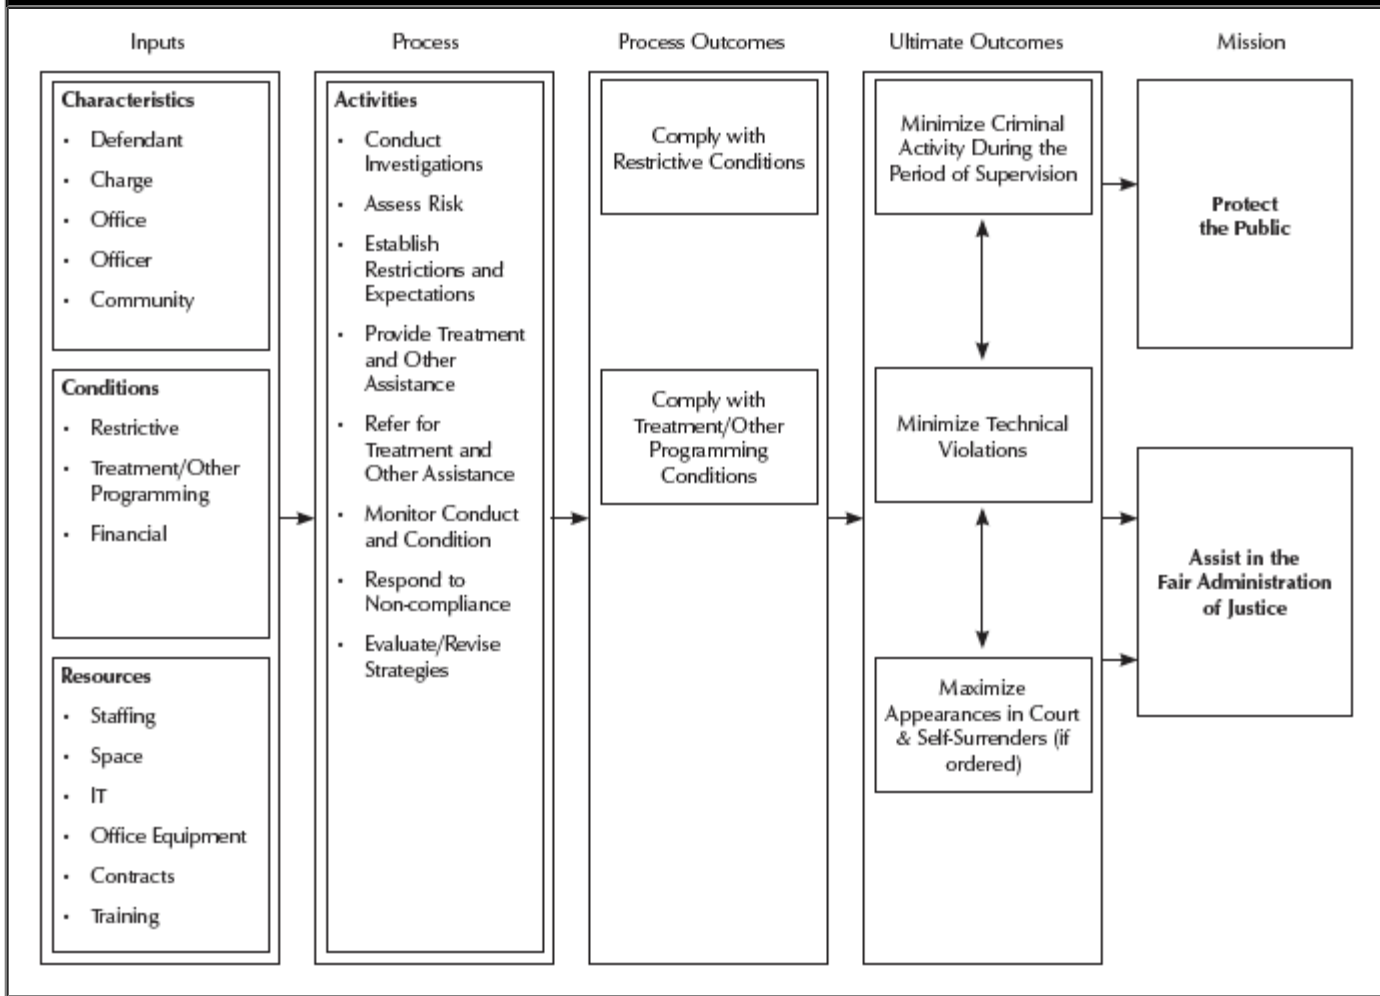 Inputs
Process
Process Outcomes
Ultimate Outcomes
Mission
Characteristics
• Defendant
• Charge
• Office
• Officer
• Community
Conditions
• Restrictive
• Treatment/Other
Programming
• Financial
Resources
• Staffing
• Space
• IT
• Office Equipment
• Contracts
• Training
Activities
• Conduct
Investigations
• Assess Risk
• Establish
Restrictions and
Expectations
• Provide Treatment
and Other
Assistance
• Refer for
Treatment and
Other Assistance
• Monitor Conduct
and Condition
• Respond to
Non-compliance
• Evaluate/Revise
Strategies
Comply with
Restrictive Conditions
Comply with
Treatment/Other
Programming
Conditions
Minimize Criminal
Activity During the
Period of Supervision
Minimize Technical
Violations
Maximize
Appearances in Court
& Self-Surrenders (if
ordered)
Protect
the Public
Assist in the
Fair Administration
of Justice